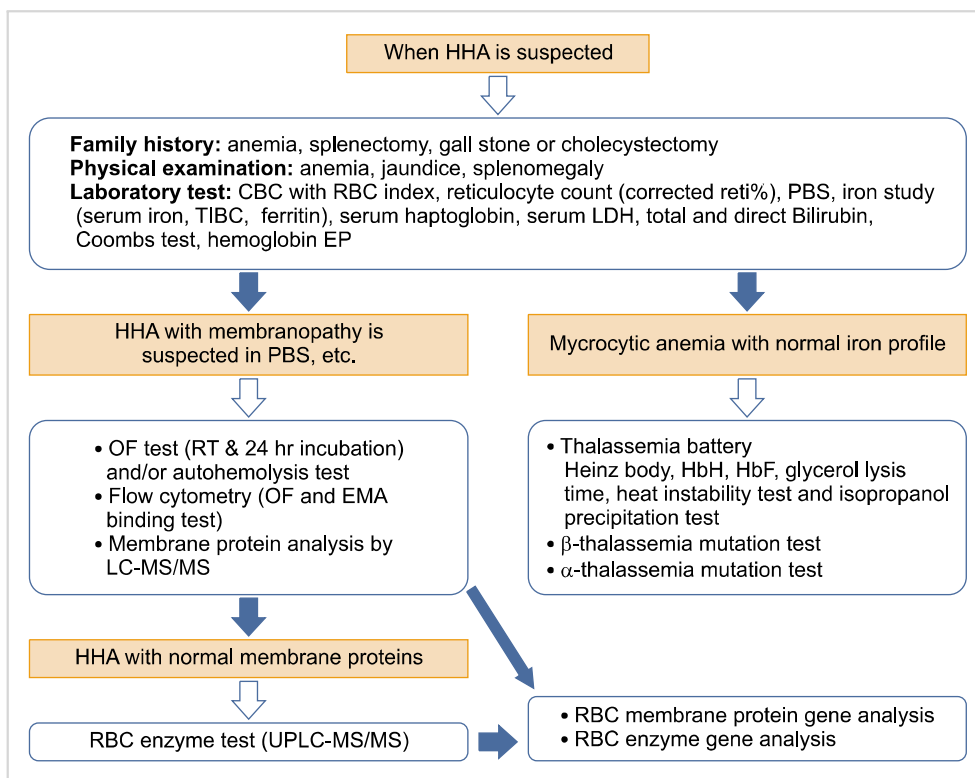 When HHA is suspected
Family history: anemia, splenectomy, gall stone or cholecystectomy
Physical examination: anemia, jaundice, splenomegaly
Laboratory test: CBC with RBC index, reticulocyte count (corrected reti%), PBS, iron study
(serum iron, TIBC, ferritin), serum haptoglobin, serum LDH, total and direct Bilirubin,
Coombs test, hemoglobin EP
HHA with membranopathy is
suspected in PBS, etc.
• OF test (RT & 24 hr incubation)
and/or autohemolysis test
• Flow cytometry (OF and EMA
binding test)
• Membrane protein analysis by
LC-MS/MS
Mycrocytic anemia with normal iron profile
• Thalassemia battery
Heinz body, HbH, HbF, glycerol lysis
time, heat instability test and isopropanol
precipitation test
• β-thalassemia mutation test
• α-thalassemia mutation test
HHA with normal membrane proteins
RBC enzyme test (UPLC-MS/MS)
• RBC membrane protein gene analysis
• RBC enzyme gene analysis